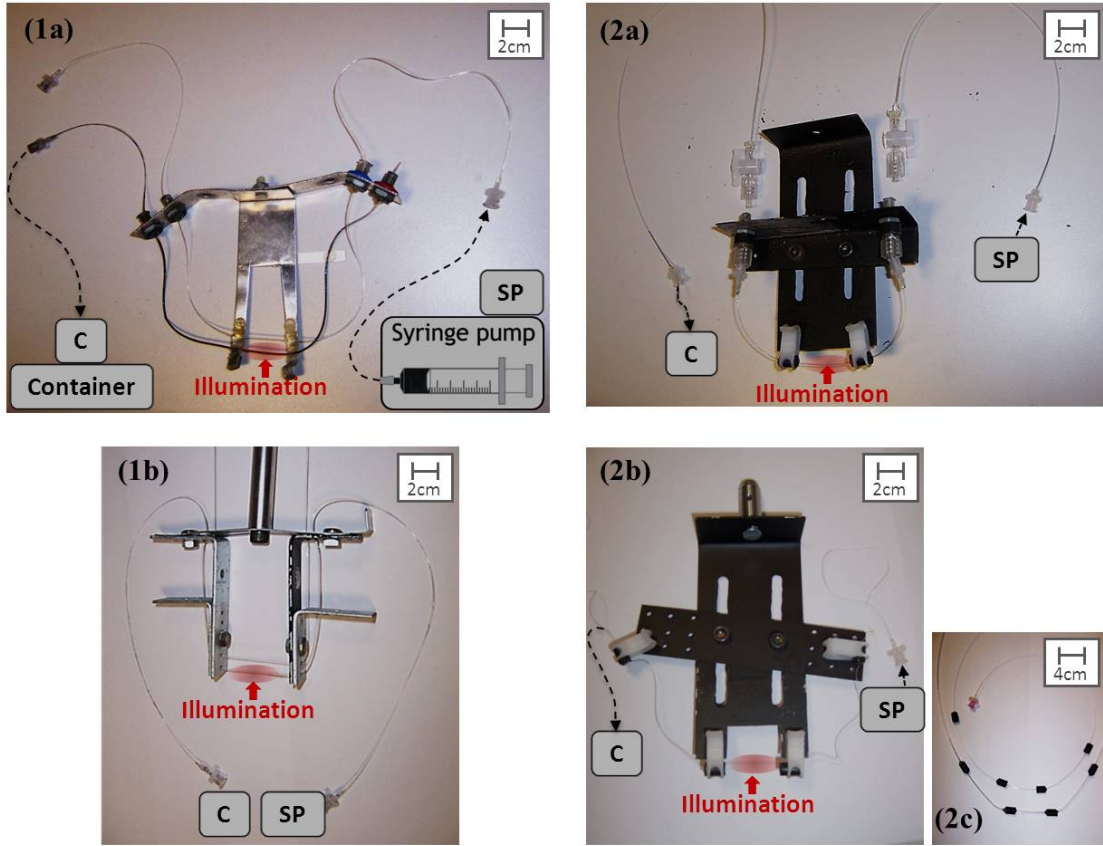 (1a)
2cm
SP
Syringe pump
C
Container
Illumination
(2a)
2cm
SP
C
Illumination
(1b)
2cm
Illumination
C
SP
(2b)
2cm
C
SP
Illumination
4cm
(2c)